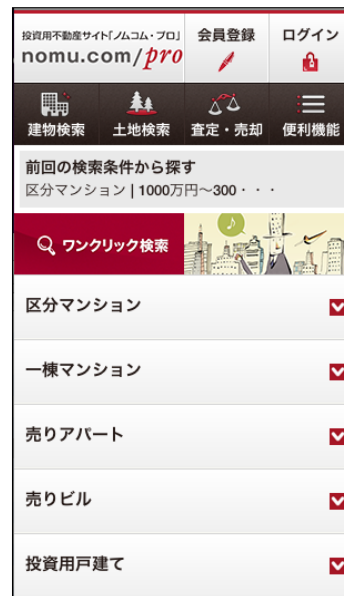 投資用不動産サイト「ノムコム・プロ」
nomu.com/pro
会員登録
ログイン
建物検索
土地検索
査定・売却
便利機能
前回の検索条件から探す
区分マンション | 1000万円〜300・・・
ワンクリック検索
区分マンション
一棟マンション
売りアパート
売りビル
投資用戸建て